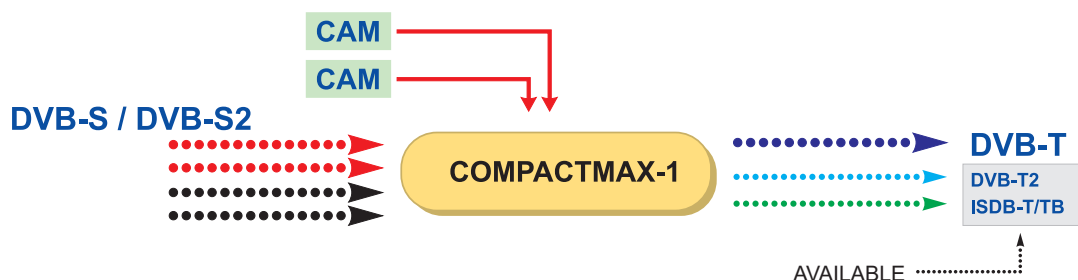 CAM
CAM
DVB-S / DVB-S2
COMPACTMAX-1
DVB-T
DVB-T2
ISDB-T/TB
AVAILABLE